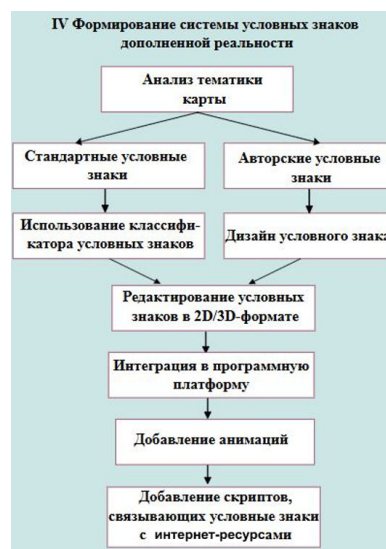 IV Формирование системы условных знаков
дополненной реальности
Анализ тематики
карты
Стандартные условные
знаки
Авторские условные
знаки
Использование классифи-
катора условных знаков
Дизайн условного знака
Редактирование условных
знаков в 2D/3D-формате
Интеграция в программную
платформу
Добавление анимаций
Добавление скриптов,
связывающих условные знаки
с интернет-ресурсами